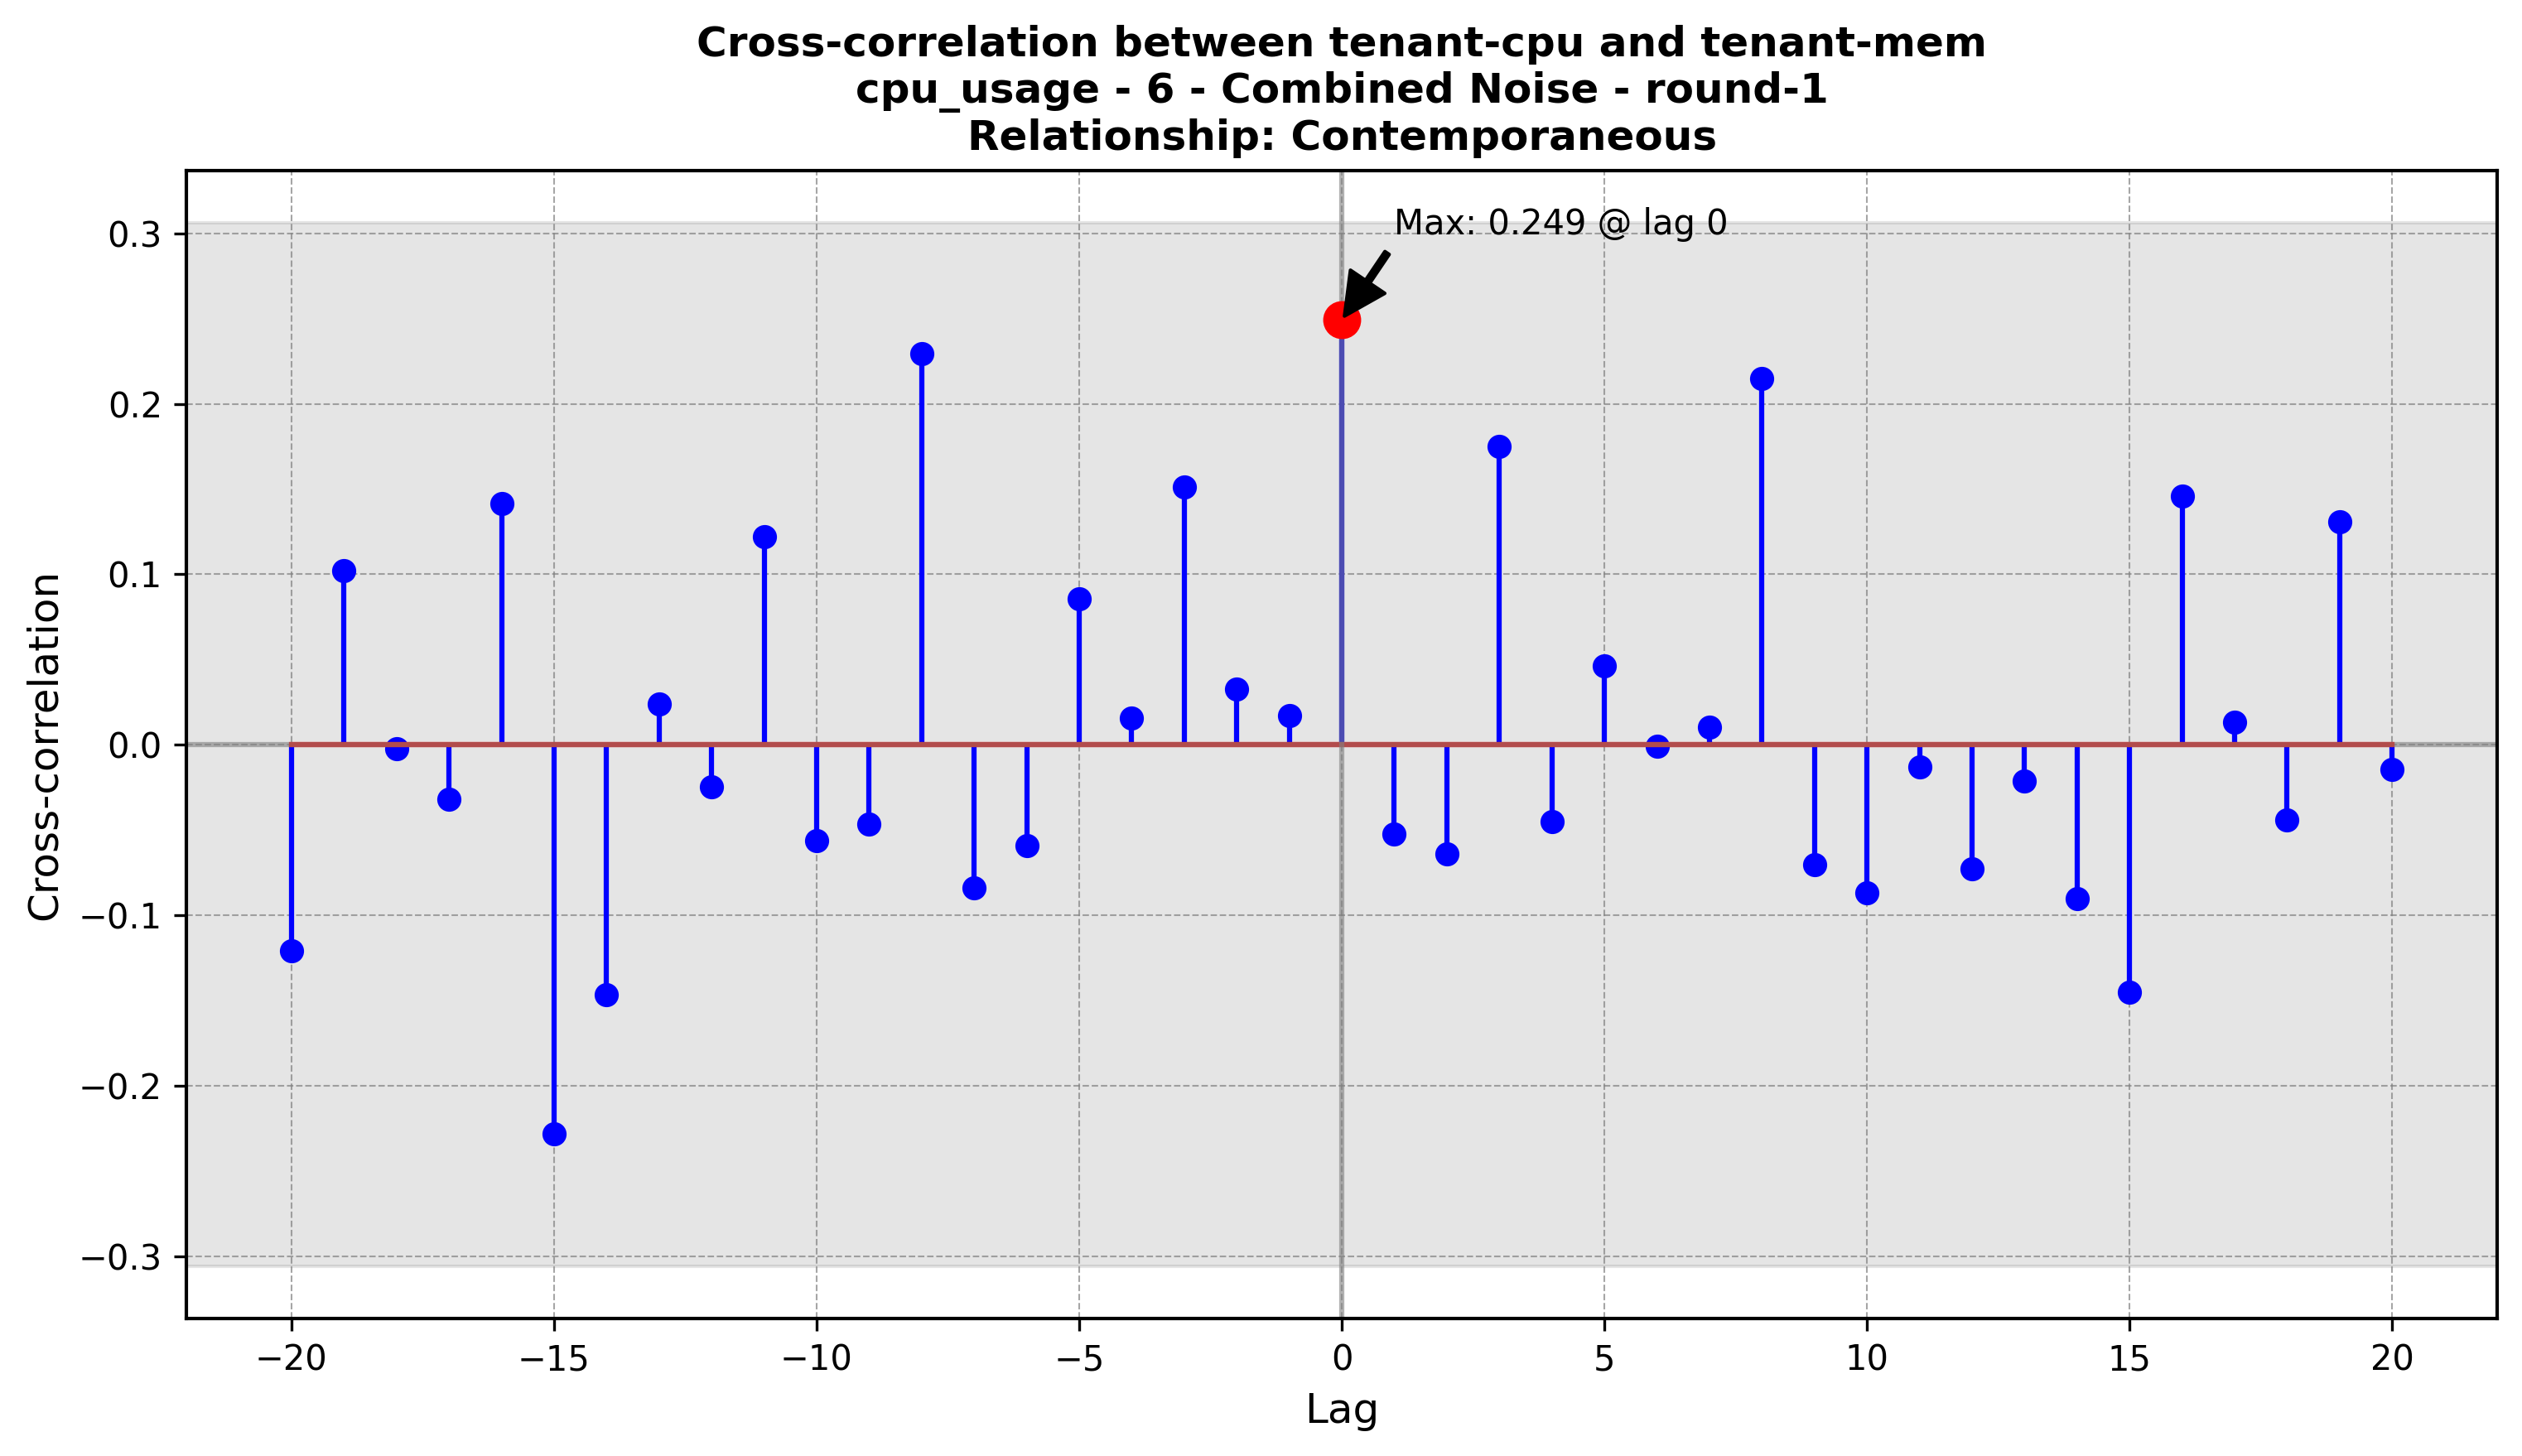 Cross-correlation between tenant-cpu and tenant-mem
cpu_usage - 6 - Combined Noise - round-1
Relationship: Contemporaneous
Max: 0.249 @ lag 0
0.3
0.2
0.1
0.0
−0.1
−0.2
−0.3
Cross-correlation
−20
−15
−10
−5
0
5
10
15
20
Lag